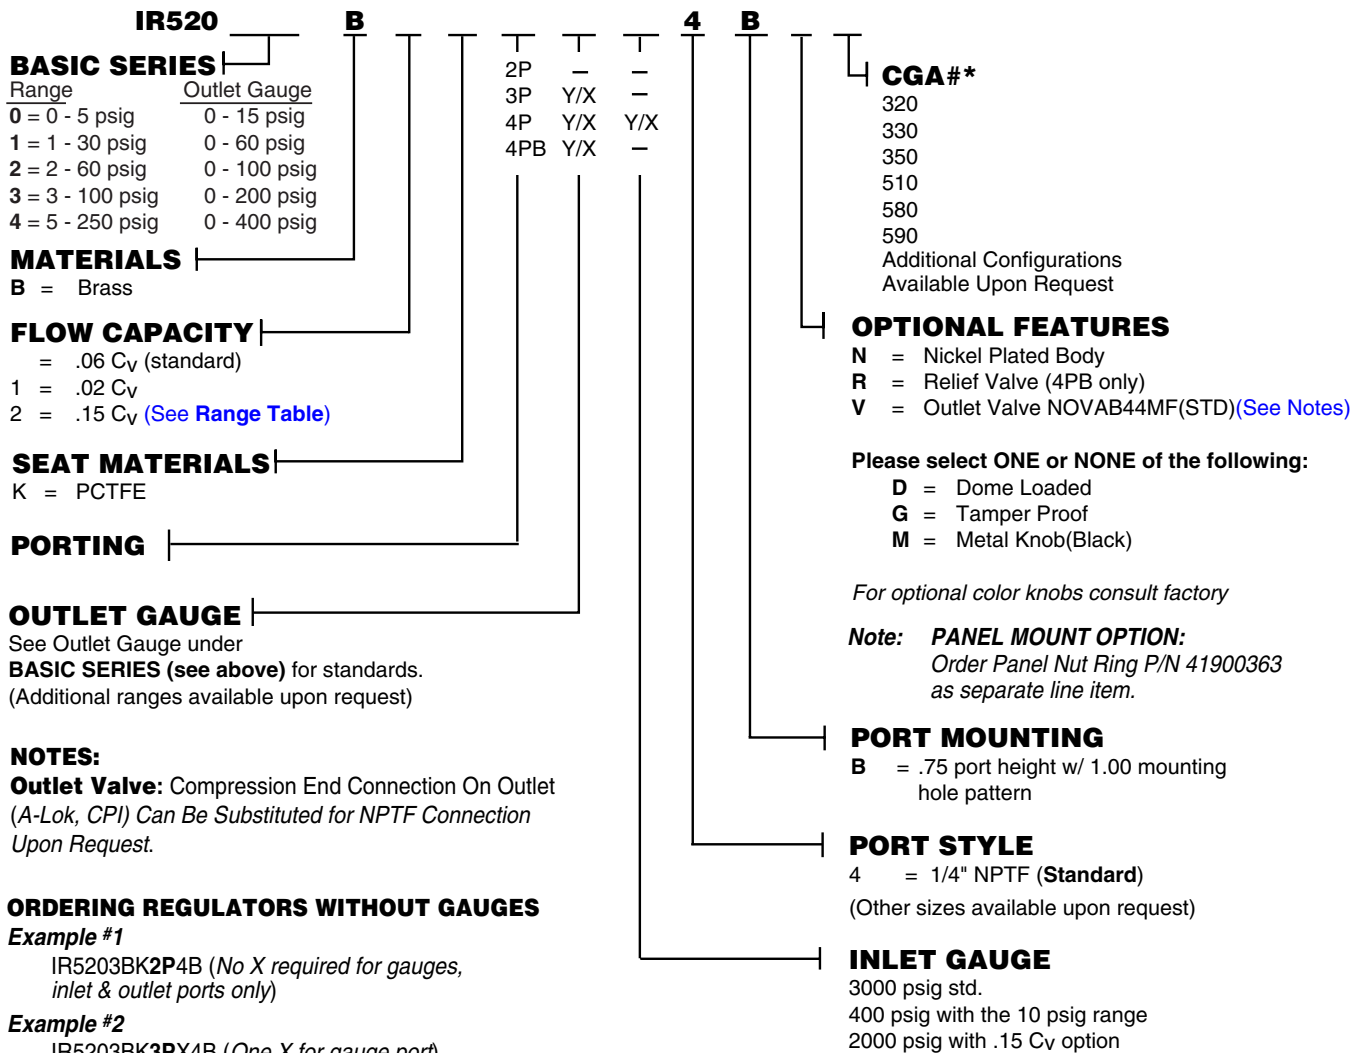 IR520 B 4 B
BASIC SERIES
Range Outlet Gauge
0 = 0 - 5 psig 0 - 15 psig
1 = 1 - 30 psig 0 - 60 psig
2 = 2 - 60 psig 0 - 100 psig
3 = 3 - 100 psig 0 - 200 psig
4 = 5 - 250 psig 0 - 400 psig
2P – –
3P Y/X –
4P Y/X Y/X
4PB Y/X –
MATERIALS
B = Brass
FLOW CAPACITY
= .06 Cv (standard)
1 = .02 Cv
2 = .15 Cv (See Range Table)
SEAT MATERIALS
K = PCTFE
PORTING
OUTLET GAUGE
See Outlet Gauge under
BASIC SERIES (see above) for standards.
(Additional ranges available upon request)
NOTES:
Outlet Valve: Compression End Connection On Outlet
(A-Lok, CPI) Can Be Substituted for NPTF Connection
Upon Request.
ORDERING REGULATORS WITHOUT GAUGES
Example #1
IR5203BK2P4B (No X required for gauges,
inlet & outlet ports only)
Example #2
IR5203BK3PX4B (One X for gauge port)
CGA#*
320
330
350
510
580
590
Additional Configurations
Available Upon Request
OPTIONAL FEATURES
N = Nickel Plated Body
R = Relief Valve (4PB only)
V = Outlet Valve NOVAB44MF(STD)(See Notes)
Please select ONE or NONE of the following:
D = Dome Loaded
G = Tamper Proof
M = Metal Knob(Black)
For optional color knobs consult factory
Note: PANEL MOUNT OPTION:
Order Panel Nut Ring P/N 41900363
as separate line item.
PORT MOUNTING
B = .75 port height w/ 1.00 mounting
hole pattern
PORT STYLE
4 = 1/4" NPTF (Standard)
(Other sizes available upon request)
INLET GAUGE
3000 psig std.
400 psig with the 10 psig range
2000 psig with .15 Cv option